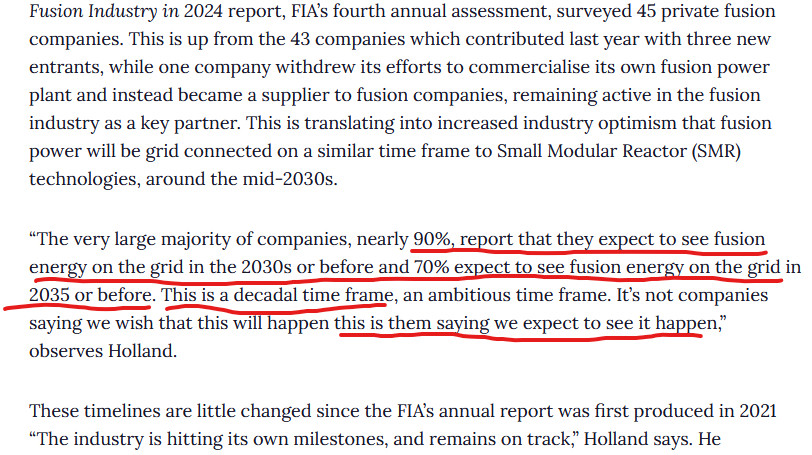 Fusion Industry in 2024 report, FIA’s fourth annual assessment, surveyed 45 private fusion
companies. This is up from the 43 companies which contributed last year with three new
entrants, while one company withdrew its efforts to commercialise its own fusion power
plant and instead became a supplier to fusion companies, remaining active in the fusion
industry as a key partner. This is translating into increased industry optimism that fusion
power will be grid connected on a similar time frame to Small Modular Reactor (SMR)
technologies, around the mid-2030s.
“The very large majority of companies, nearly 90%, report that they expect to see fusion
energy on the grid in the 2030s or before and 70% expect to see fusion energy on the grid in
2035 or before. This is a decadal time frame, an ambitious time frame. It’s not companies
saying we wish that this will happen this is them saying we expect to see it happen,”
observes Holland.
These timelines are little changed since the FIA’s annual report was first produced in 2021
“The industry is hitting its own milestones, and remains on track,” Holland says. He